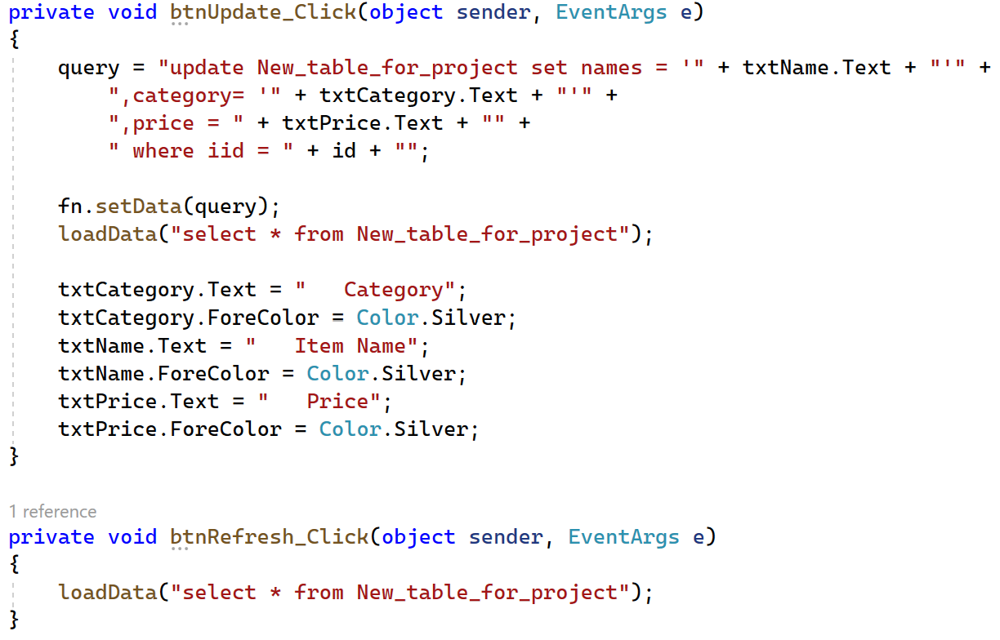 private void btnUpdate_Click(object sender, EventArgs e)
{
    query = "update New_table_for_project set names = '" + txtName.Text + "'" +
        ",category= '" + txtCategory.Text + "'" +
        ",price = " + txtPrice.Text + "" +
        " where iid = " + id + "";

    fn.setData(query);
    loadData("select * from New_table_for_project");

    txtCategory.Text = "   Category";
    txtCategory.ForeColor = Color.Silver;
    txtName.Text = "   Item Name";
    txtName.ForeColor = Color.Silver;
    txtPrice.Text = "   Price";
    txtPrice.ForeColor = Color.Silver;
}

1 reference
private void btnRefresh_Click(object sender, EventArgs e)
{
    loadData("select * from New_table_for_project");
}